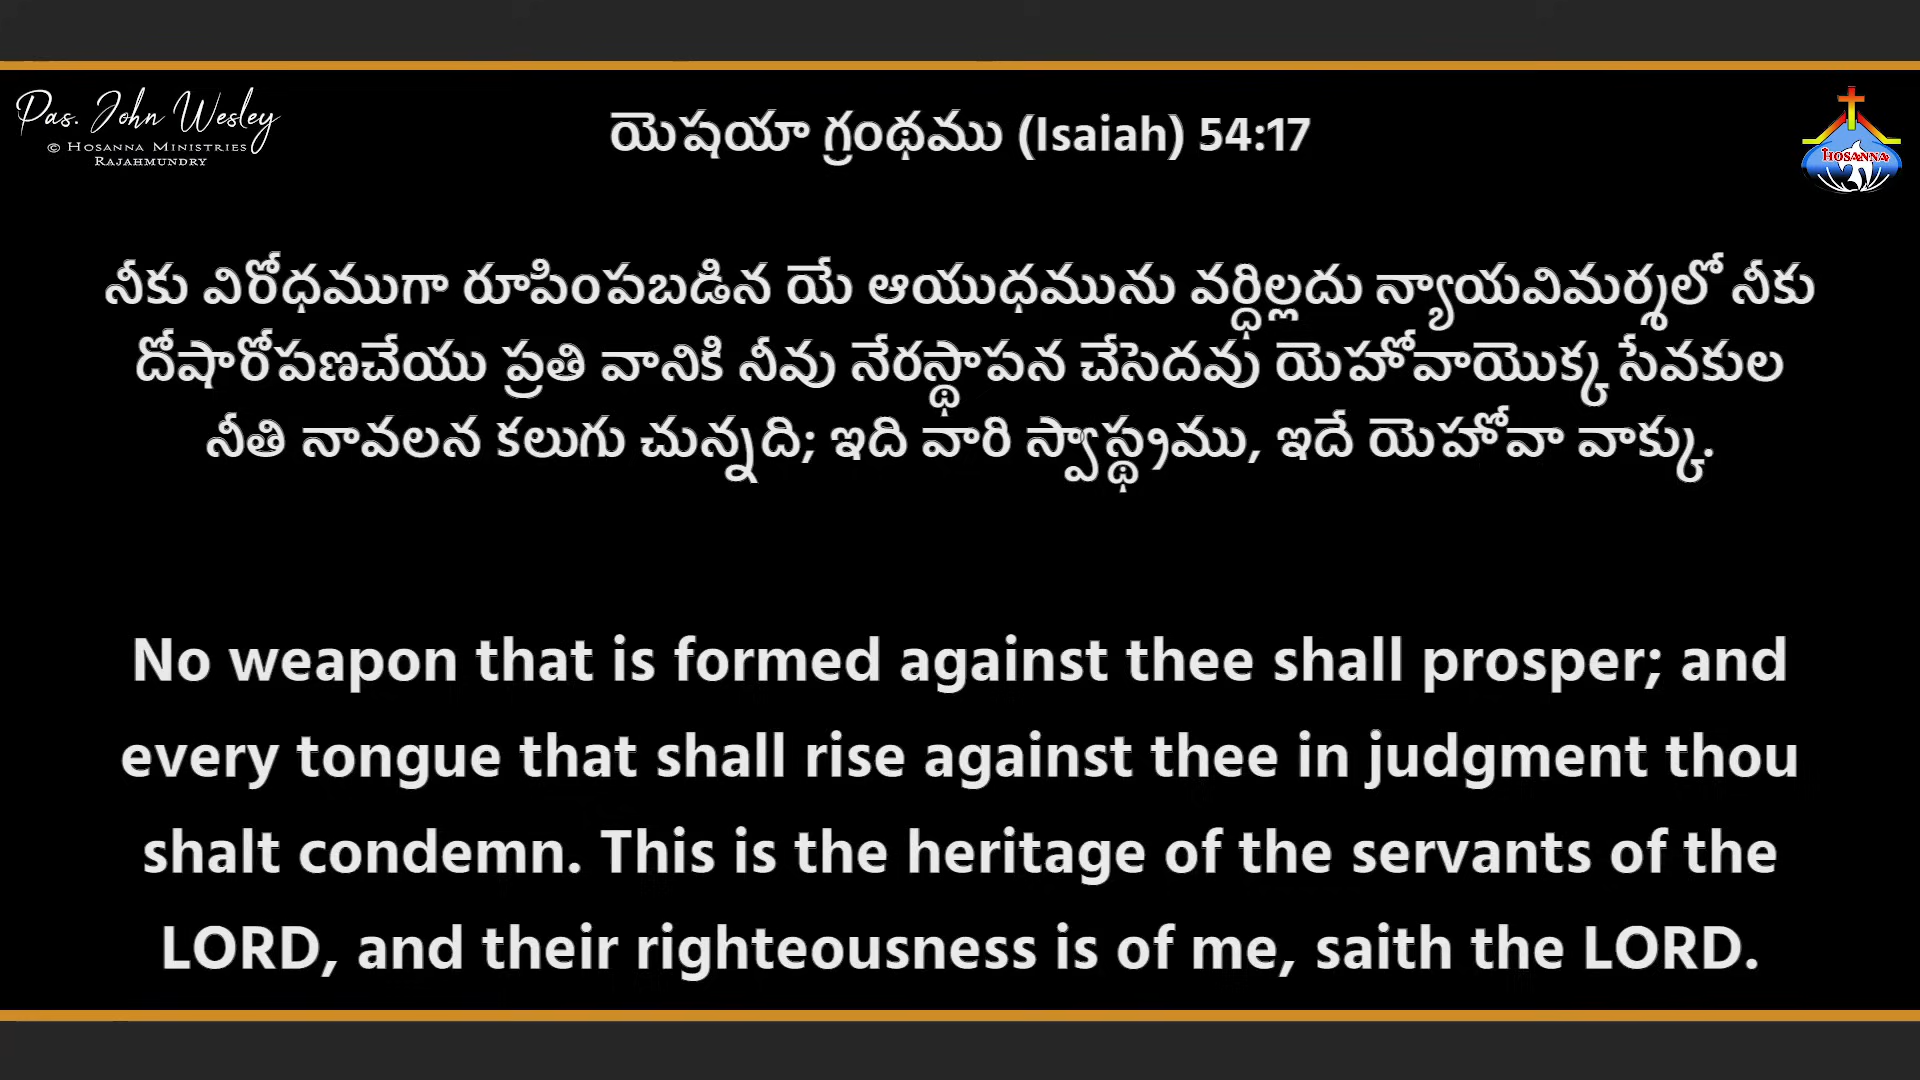 Pas. John Wesley
© HOSANNA MINISTRIES
RAJAHMUNDRY
యెషయా గ్రంథము (Isaiah) 54:17
HOSANNA
నీకు విరోధముగా రూపింపబడిన యే ఆయుధమును వర్ధిల్లదు న్యాయవిమర్శలో నీకు
దోషారోపణచేయు ప్రతి వానికి నీవు నేరస్థాపన చేసెదవు యెహోవాయొక్క సేవకుల
నీతి నావలన కలుగు చున్నది; ఇది వారి స్వాస్థ్రము, ఇదే యెహోవా వాక్కు.
No weapon that is formed against thee shall prosper; and
every tongue that shall rise against thee in judgment thou
shalt condemn. This is the heritage of the servants of the
LORD, and their righteousness is of me, saith the LORD.